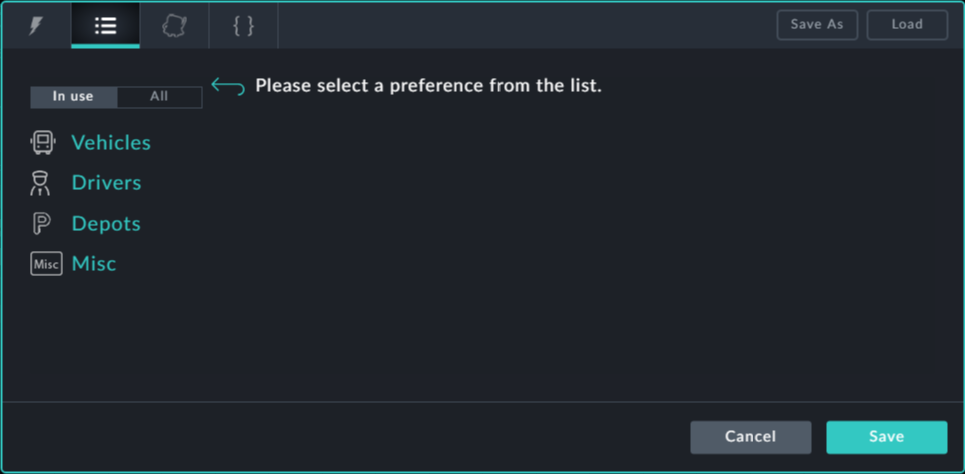 { }
Save As
Load
In use
All
Please select a preference from the list.
Vehicles
Drivers
P Depots
Misc Misc
Cancel
Save